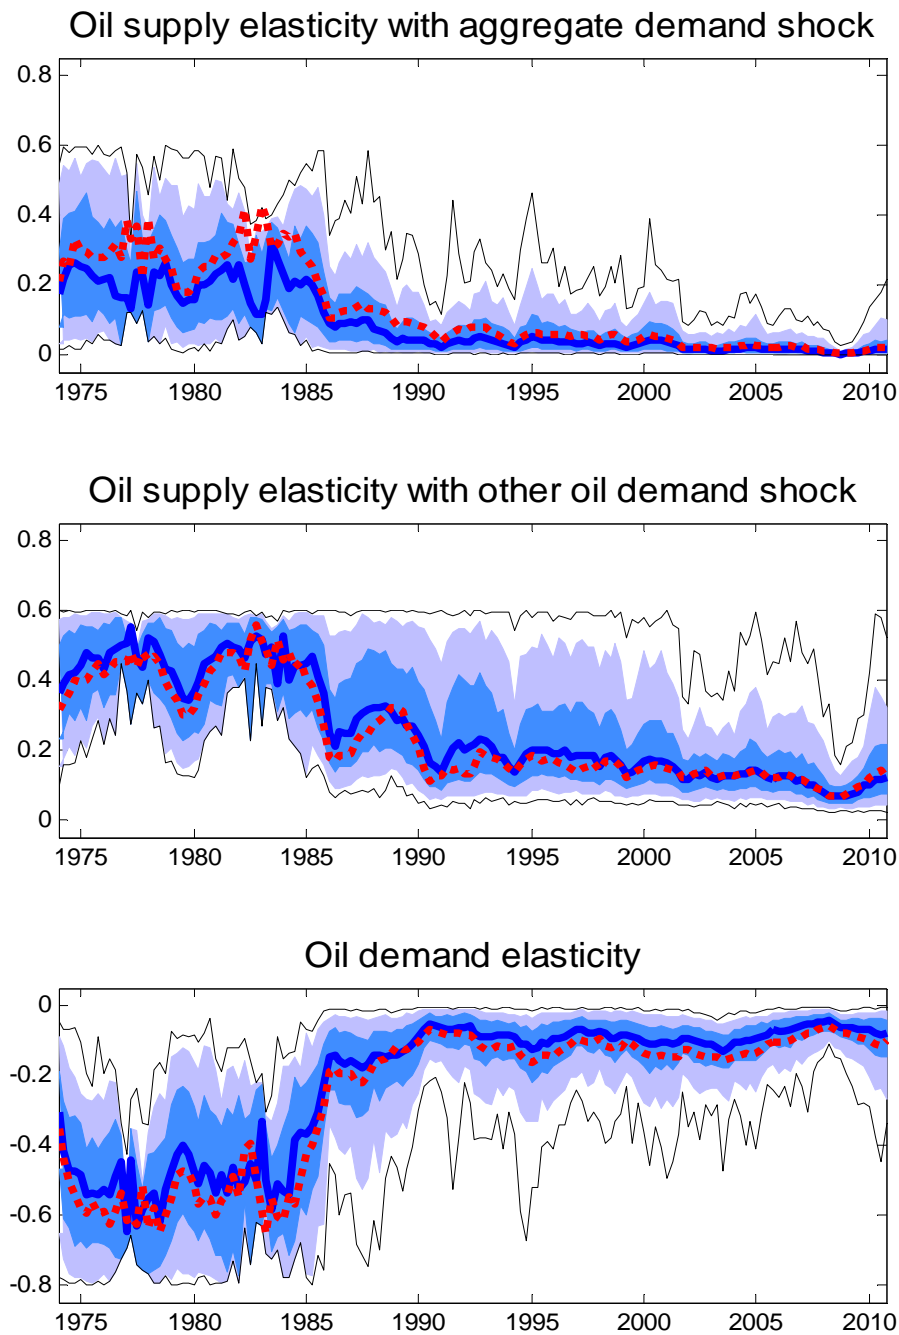 Oil supply elasticity with aggregate demand shock
0.8
0.6
0.4
0.2
0
1975 1980 1985 1990 1995 2000 2005 2010
Oil supply elasticity with other oil demand shock
0.8
0.6
0.4
0.2
0
1975 1980 1985 1990 1995 2000 2005 2010
Oil demand elasticity
0
-0.2
-0.4
-0.6
-0.8
1975 1980 1985 1990 1995 2000 2005 2010